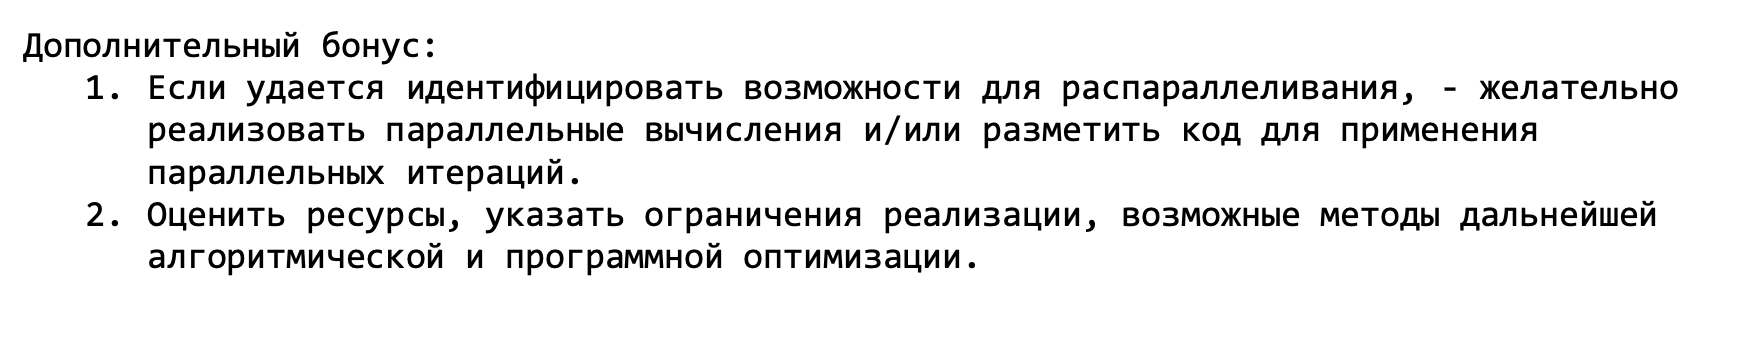 Дополнительный бонус:
1. Если удается идентифицировать возможности для распараллеливания, - желательно
реализовать параллельные вычисления и/или разметить код для применения
параллельных итераций.
2. Оценить ресурсы, указать ограничения реализации, возможные методы дальнейшей
алгоритмической и программной оптимизации.